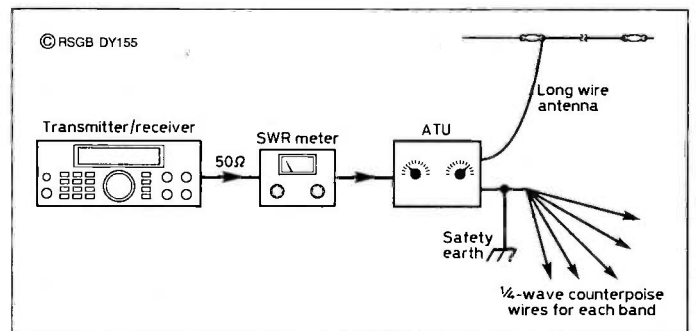 © RSGB DY155
Transmitter/receiver
50Ω
SWR meter
ATU
Long wire
antenna
Safety
earth
¼-wave counterpoise
wires for each band